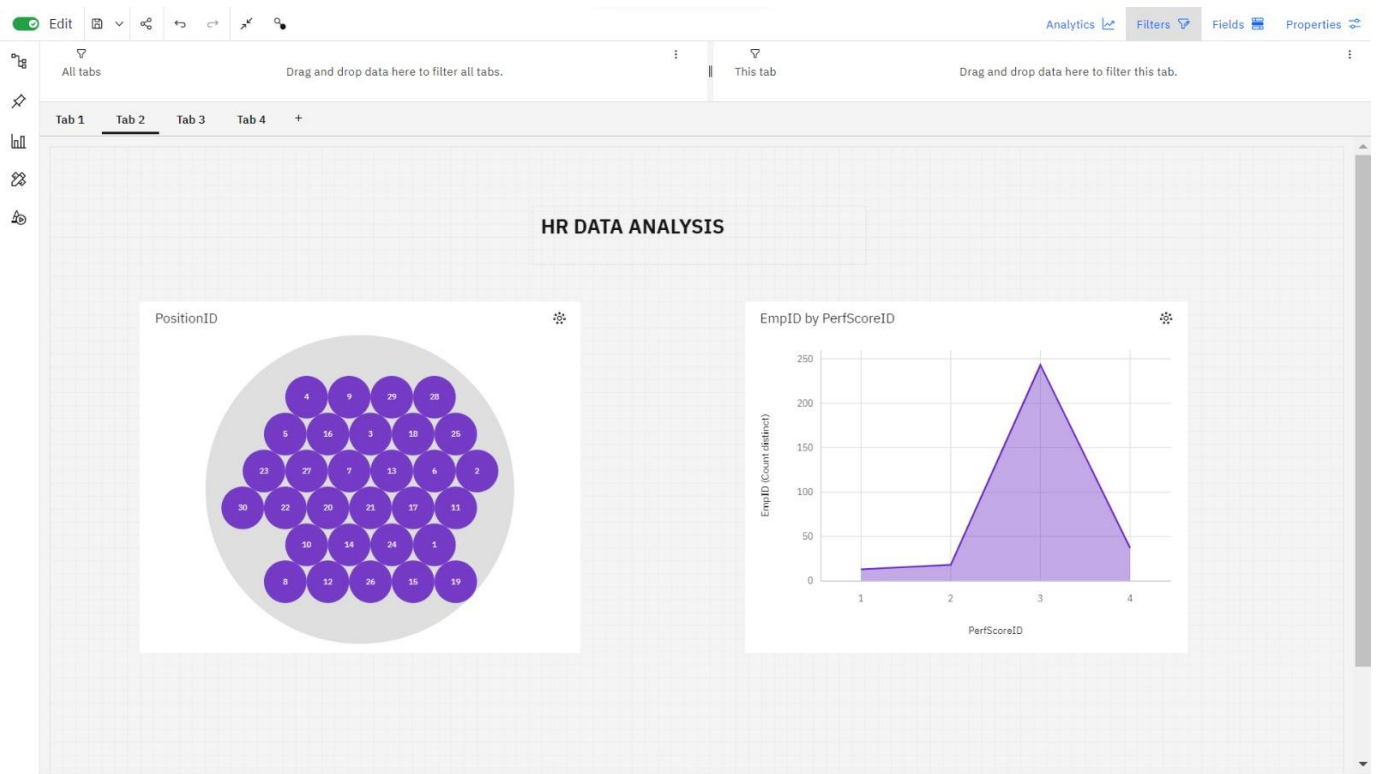 Edit
Analytics
Filters
Fields
Properties
All tabs
Drag and drop data here to filter all tabs.
This tab
Drag and drop data here to filter this tab.
Tab 1 Tab 2 Tab 3 Tab 4 +
HR DATA ANALYSIS
PositionID
4 9 29 28
5 16 3 18 25
23 27 7 13 6 2
30 22 20 21 17 11
10 14 24 1
8 12 26 15 19
EmpID by PerfScoreID
EmpID (Count distinct)
250
200
150
100
50
0
1 2 3 4
PerfScoreID